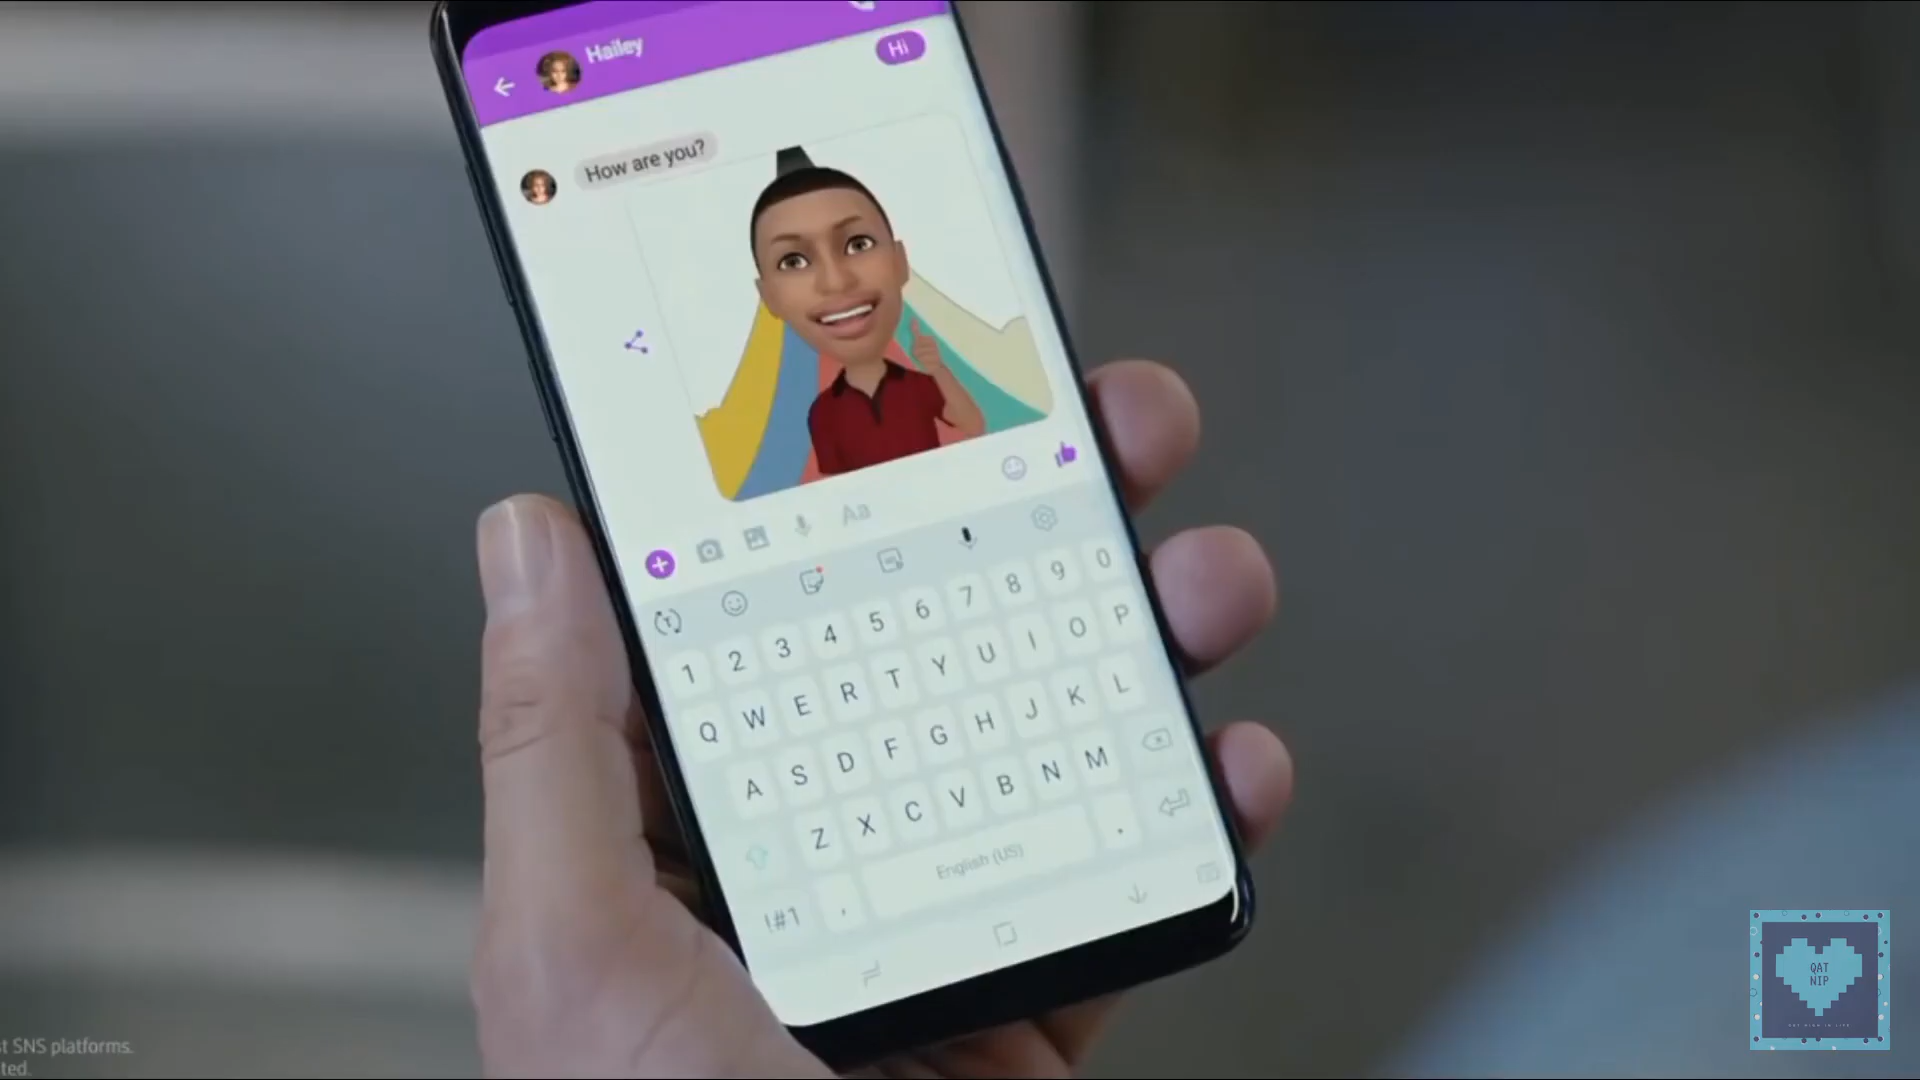 Hailey
Hi
How are you?
Aa
T
1 2 3 4 5 6 7 8 9 0
Q W E R T Y U I O P
A S D F G H J K L
Z X C V B N M
!#1 , English (US) .
t SNS platforms.
ted.
QAT
NIP